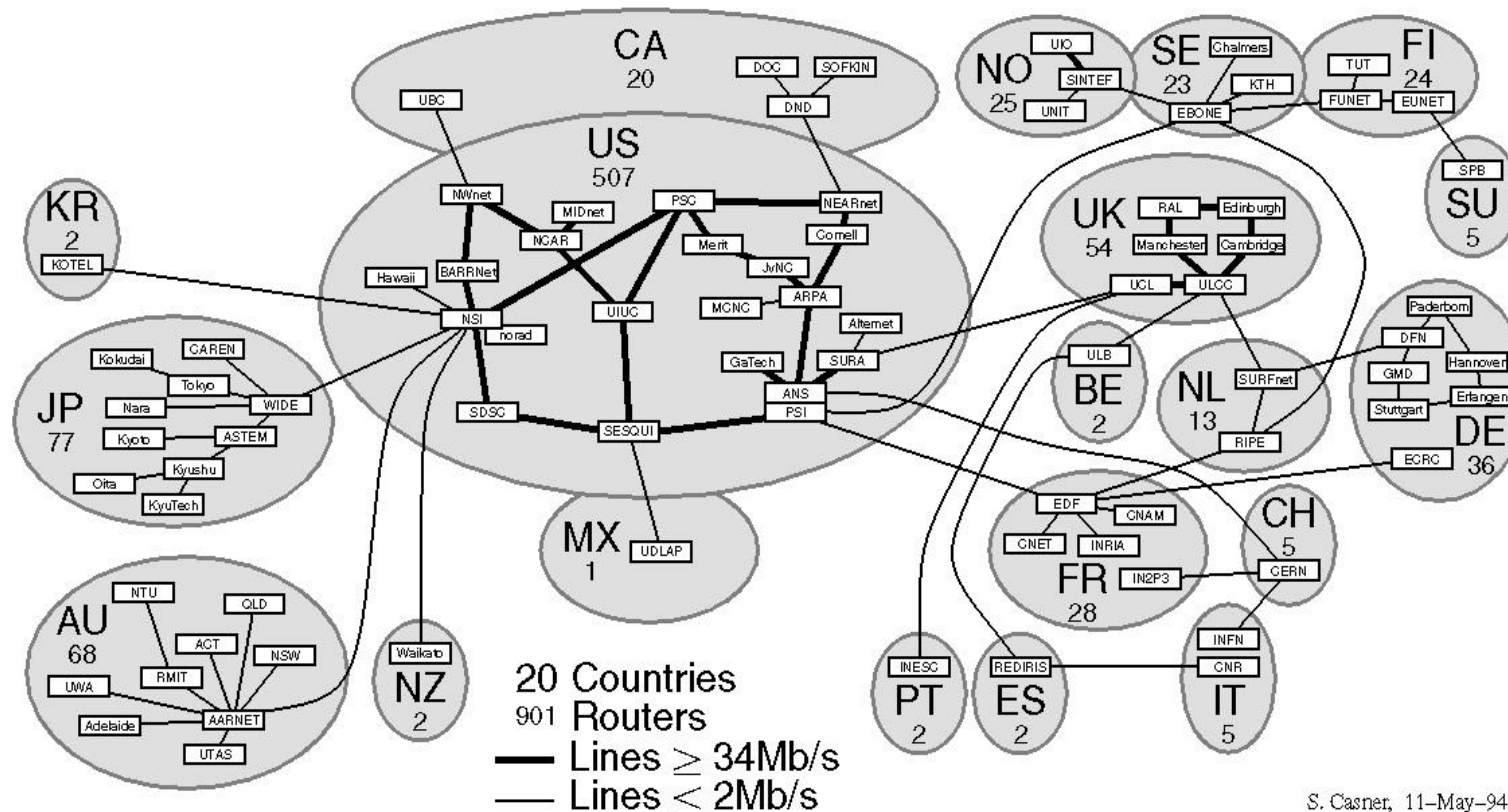 CA
20
UBC
DOC
SOFKIN
DND
NO
25
UIO
SINTEF
UNIT
SE
23
Chalmers
KTH
EBONE
FI
24
TUT
FUNET
EUNET
SPB
SU
5
US
507
NWnet
MIDnet
NCAR
PSC
NEARnet
Cornell
Merit
JvNC
BARRNet
Hawaii
NSI
norad
UIUC
MCNC
ARPA
Alternet
GaTech
SURA
ANS
PSI
SDSC
SESQUI
KR
2
KOTEL
JP
77
CAREN
Kokudai
Tokyo
Nara
WIDE
Kyoto
ASTEM
Kyushu
Oita
KyuTech
UK
54
RAL
Edinburgh
Manchester
Cambridge
UCL
ULCC
ULB
BE
2
NL
13
SURFnet
RIPE
Paderborn
DFN
Hannover
GMD
Erlangen
Stuttgart
DE
ECRC
36
MX
1
UDLAP
EDF
CNAM
CNET
INRIA
FR
28
IN2P3
CH
5
CERN
AU
68
NTU
QLD
ACT
NSW
UWA
RMIT
Adelaide
AARNET
UTAS
Waikato
NZ
2
INESC
PT
2
REDIRIS
ES
2
INFN
CNR
IT
5
20 Countries
901 Routers
Lines ≥ 34Mb/s
Lines < 2Mb/s
S. Casner, 11-May-94